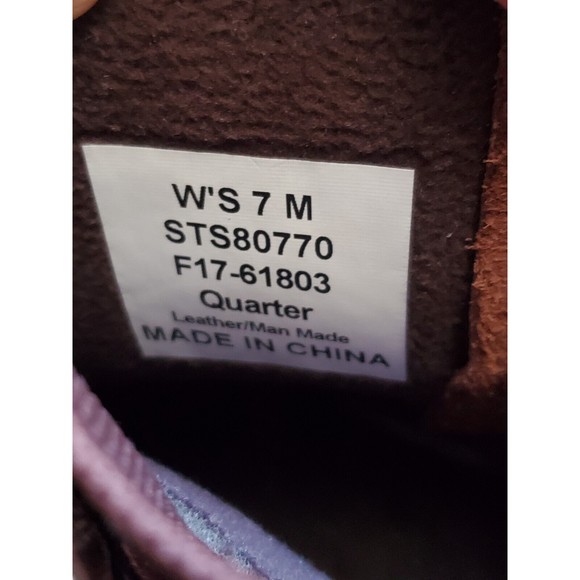 W'S 7 M
STS80770
F17-61803
Quarter
Leather/Man Made
MADE IN CHINA